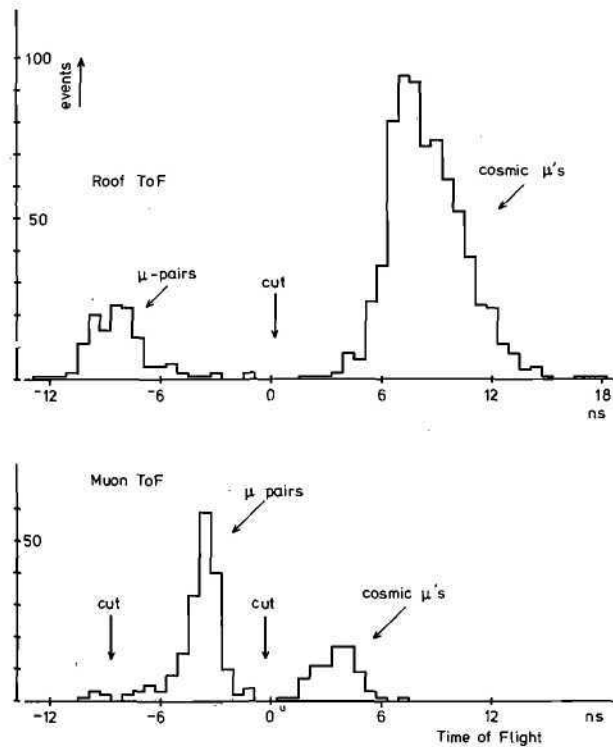 100
events
Roof ToF
cosmic μ's
50
μ-pairs
cut
-12 -6 0 6 12 18
ns
Muon ToF
μ pairs
50
cut cut
cosmic μ's
-12 -6 0 6 12 ns
Time of Flight